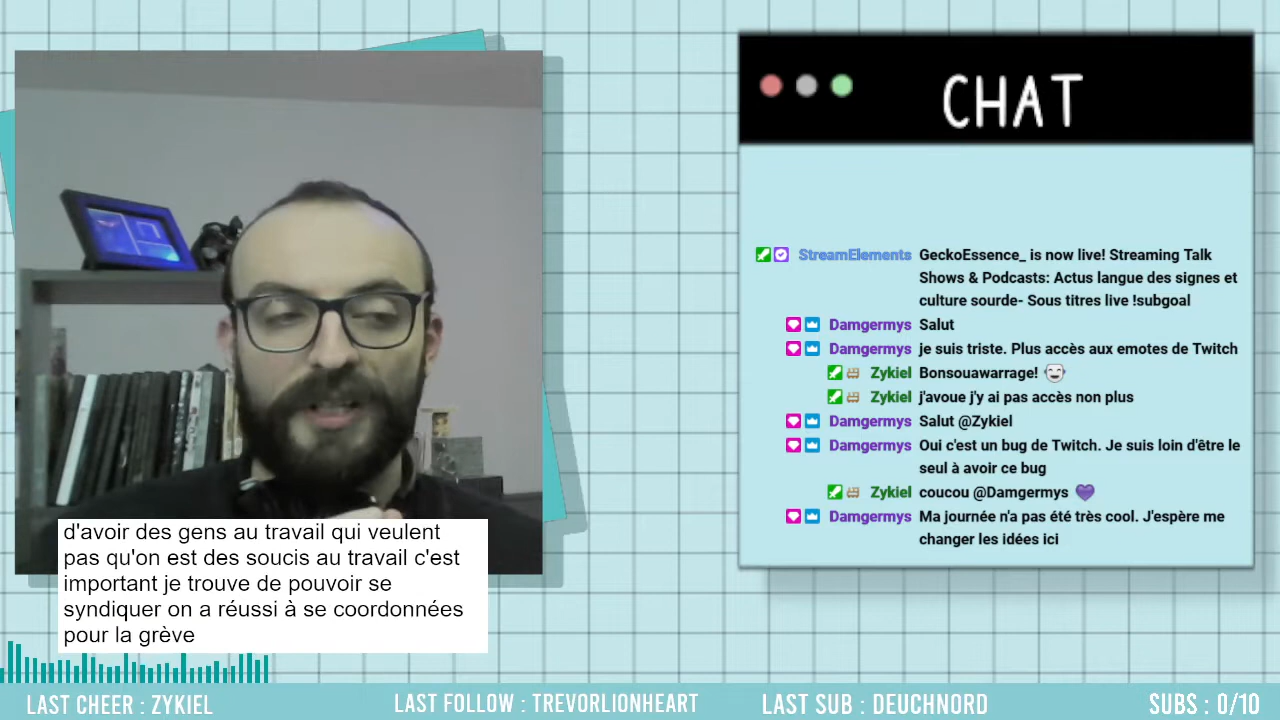 CHAT
StreamElements GeckoEssence_ is now live! Streaming Talk
Shows & Podcasts: Actus langue des signes et
culture sourde- Sous titres live !subgoal
Damgermys Salut
Damgermys je suis triste. Plus accès aux emotes de Twitch
Zykiel Bonsouawarrage!
Zykiel j'avoue j'y ai pas accès non plus
Damgermys Salut @Zykiel
Damgermys Oui c'est un bug de Twitch. Je suis loin d'être le
seul à avoir ce bug
Zykiel coucou @Damgermys
Damgermys Ma journée n'a pas été très cool. J'espère me
changer les idées ici
d'avoir des gens au travail qui veulent
pas qu'on est des soucis au travail c'est
important je trouve de pouvoir se
syndiquer on a réussi à se coordonnées
pour la grève
LAST CHEER : ZYKIEL
LAST FOLLOW : TREVORLIONHEART
LAST SUB : DEUCHNORD
SUBS : 0/10